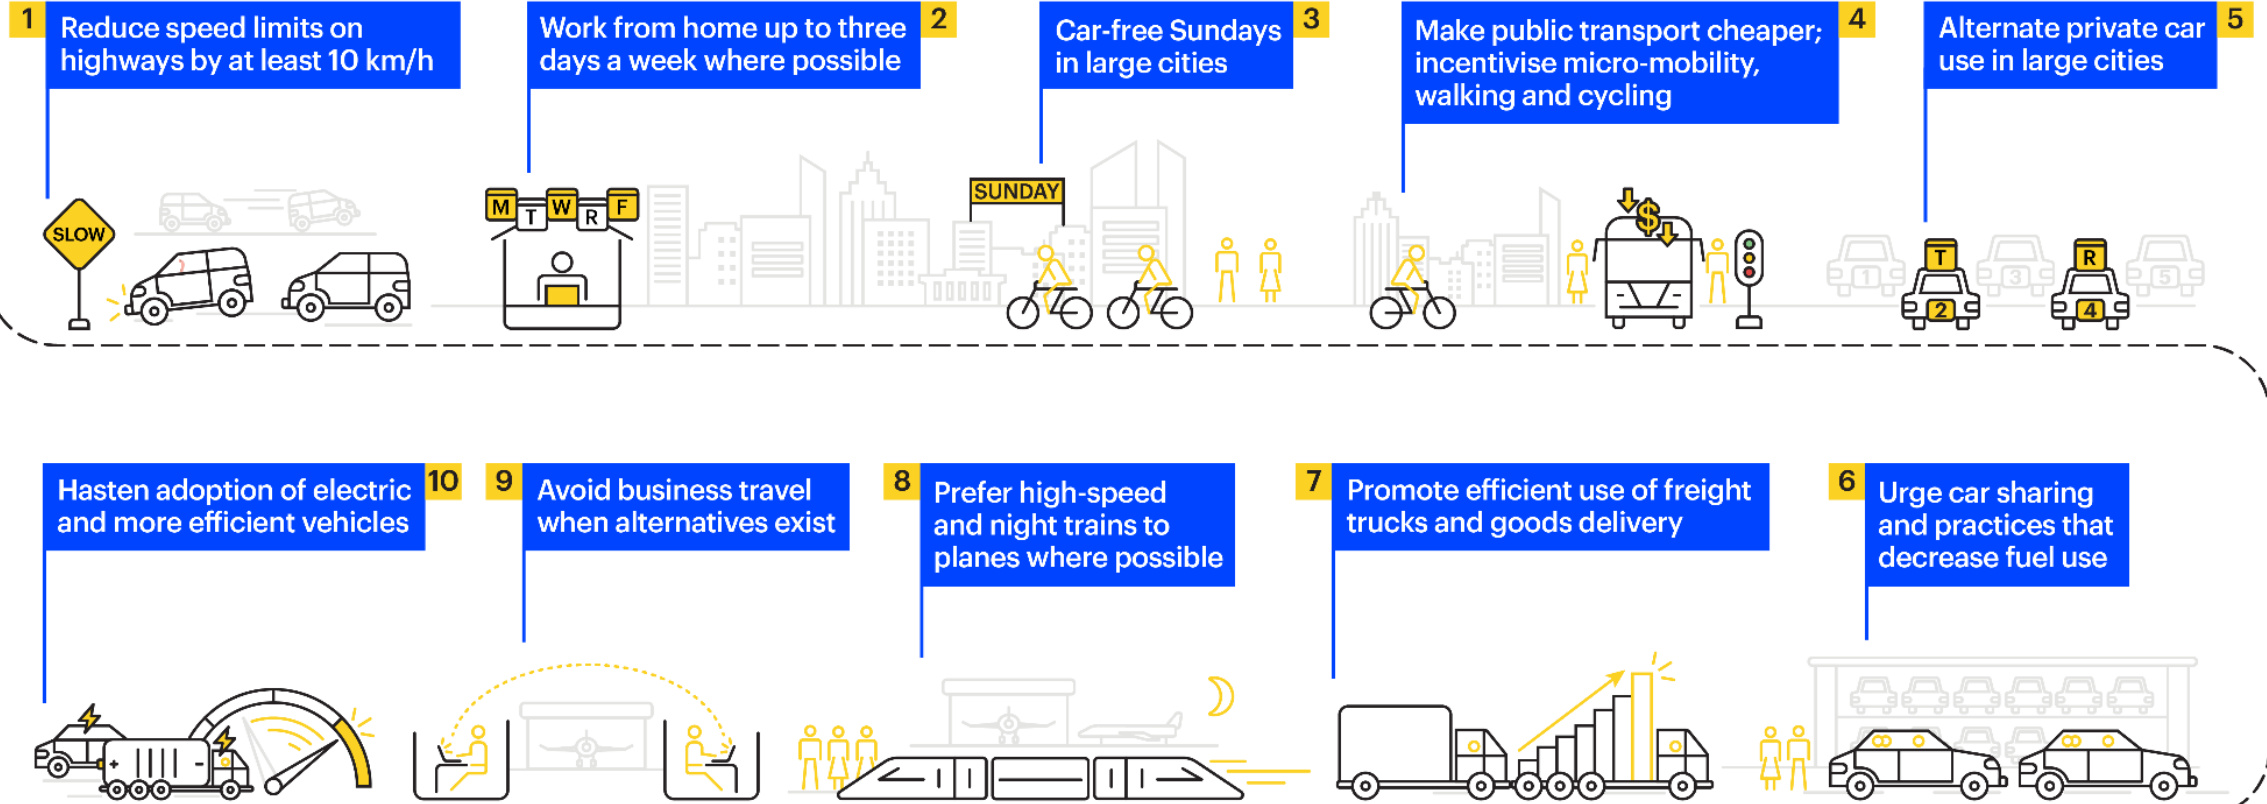 1
Reduce speed limits on
highways by at least 10 km/h
SLOW
Work from home up to three
days a week where possible
2
M T W R F
Car-free Sundays
in large cities
3
SUNDAY
Make public transport cheaper;
incentivise micro-mobility,
walking and cycling
4
$
Alternate private car
use in large cities
5
T R
1 2 3 4 5
6
Urge car sharing
and practices that
decrease fuel use
7
Promote efficient use of freight
trucks and goods delivery
8
Prefer high-speed
and night trains to
planes where possible
9
Avoid business travel
when alternatives exist
Hasten adoption of electric
and more efficient vehicles
10
+ -